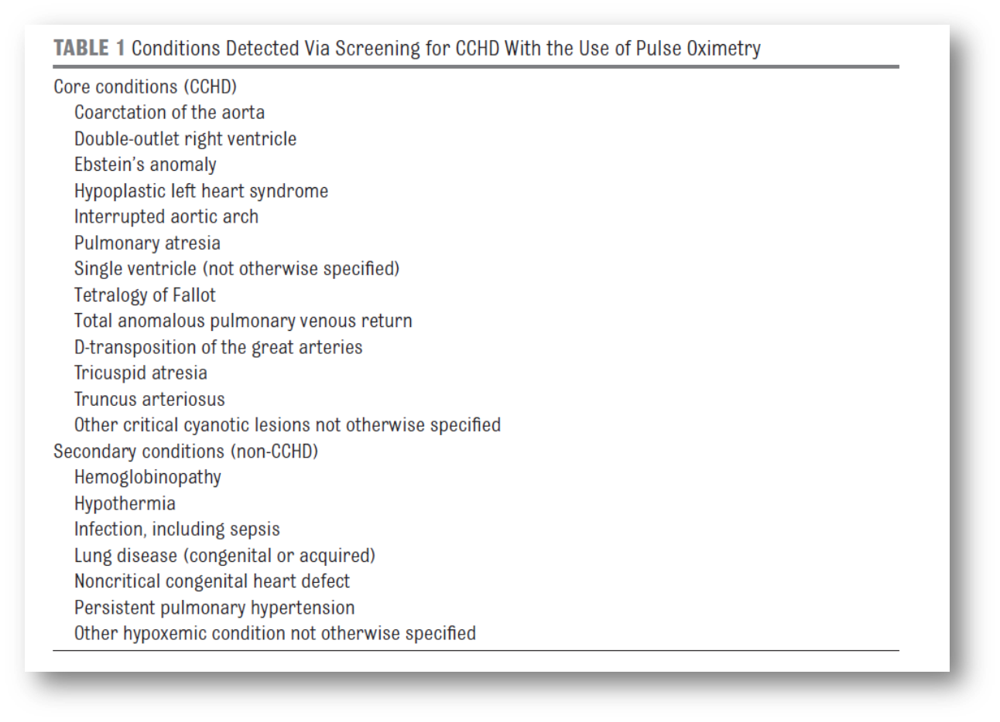 TABLE 1 Conditions Detected Via Screening for CCHD With the Use of Pulse Oximetry
Core conditions (CCHD)
Coarctation of the aorta
Double-outlet right ventricle
Ebstein’s anomaly
Hypoplastic left heart syndrome
Interrupted aortic arch
Pulmonary atresia
Single ventricle (not otherwise specified)
Tetralogy of Fallot
Total anomalous pulmonary venous return
D-transposition of the great arteries
Tricuspid atresia
Truncus arteriosus
Other critical cyanotic lesions not otherwise specified
Secondary conditions (non-CCHD)
Hemoglobinopathy
Hypothermia
Infection, including sepsis
Lung disease (congenital or acquired)
Noncritical congenital heart defect
Persistent pulmonary hypertension
Other hypoxemic condition not otherwise specified